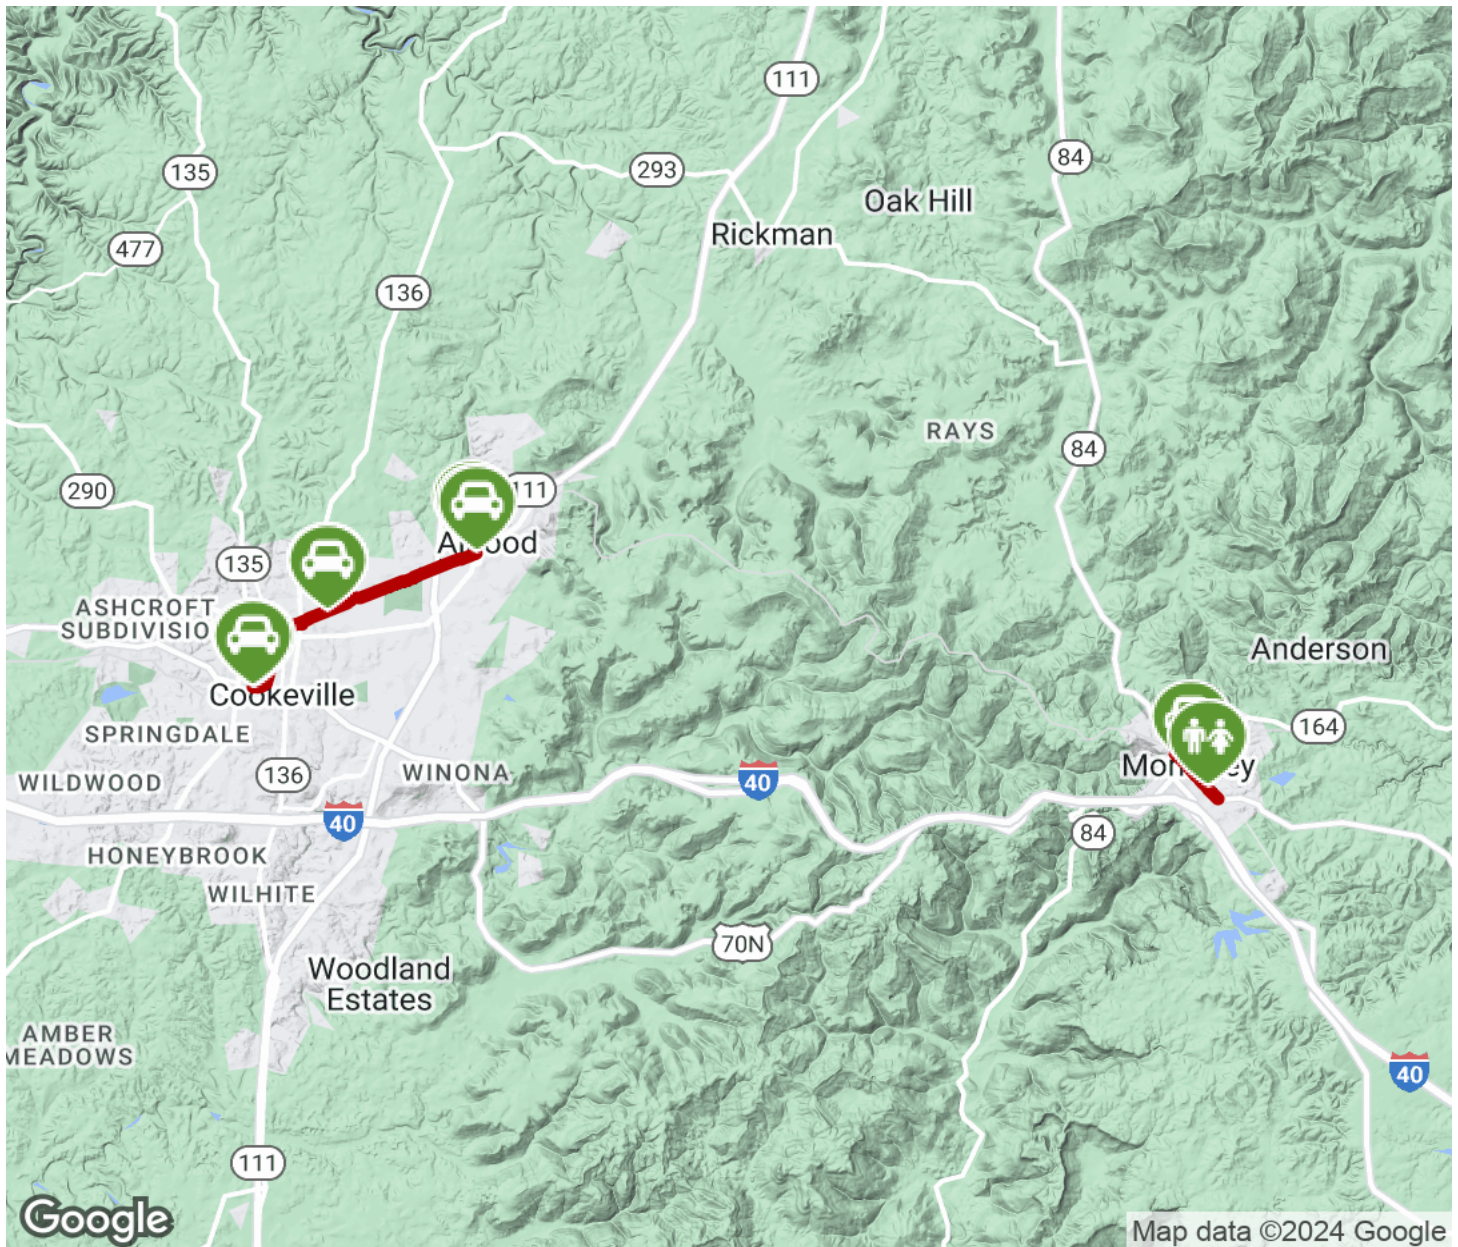 111
135
293
84
Oak Hill
Rickman
477
136
RAYS
84
290
111
135
ASHCROFT
SUBDIVISIO
Anderson
Cookeville
164
SPRINGDALE
136
WINONA
40
WILDWOOD
40
84
HONEYBROOK
WILHITE
70N
Woodland
Estates
AMBER
MEADOWS
40
111
Google
Map data ©2024 Google